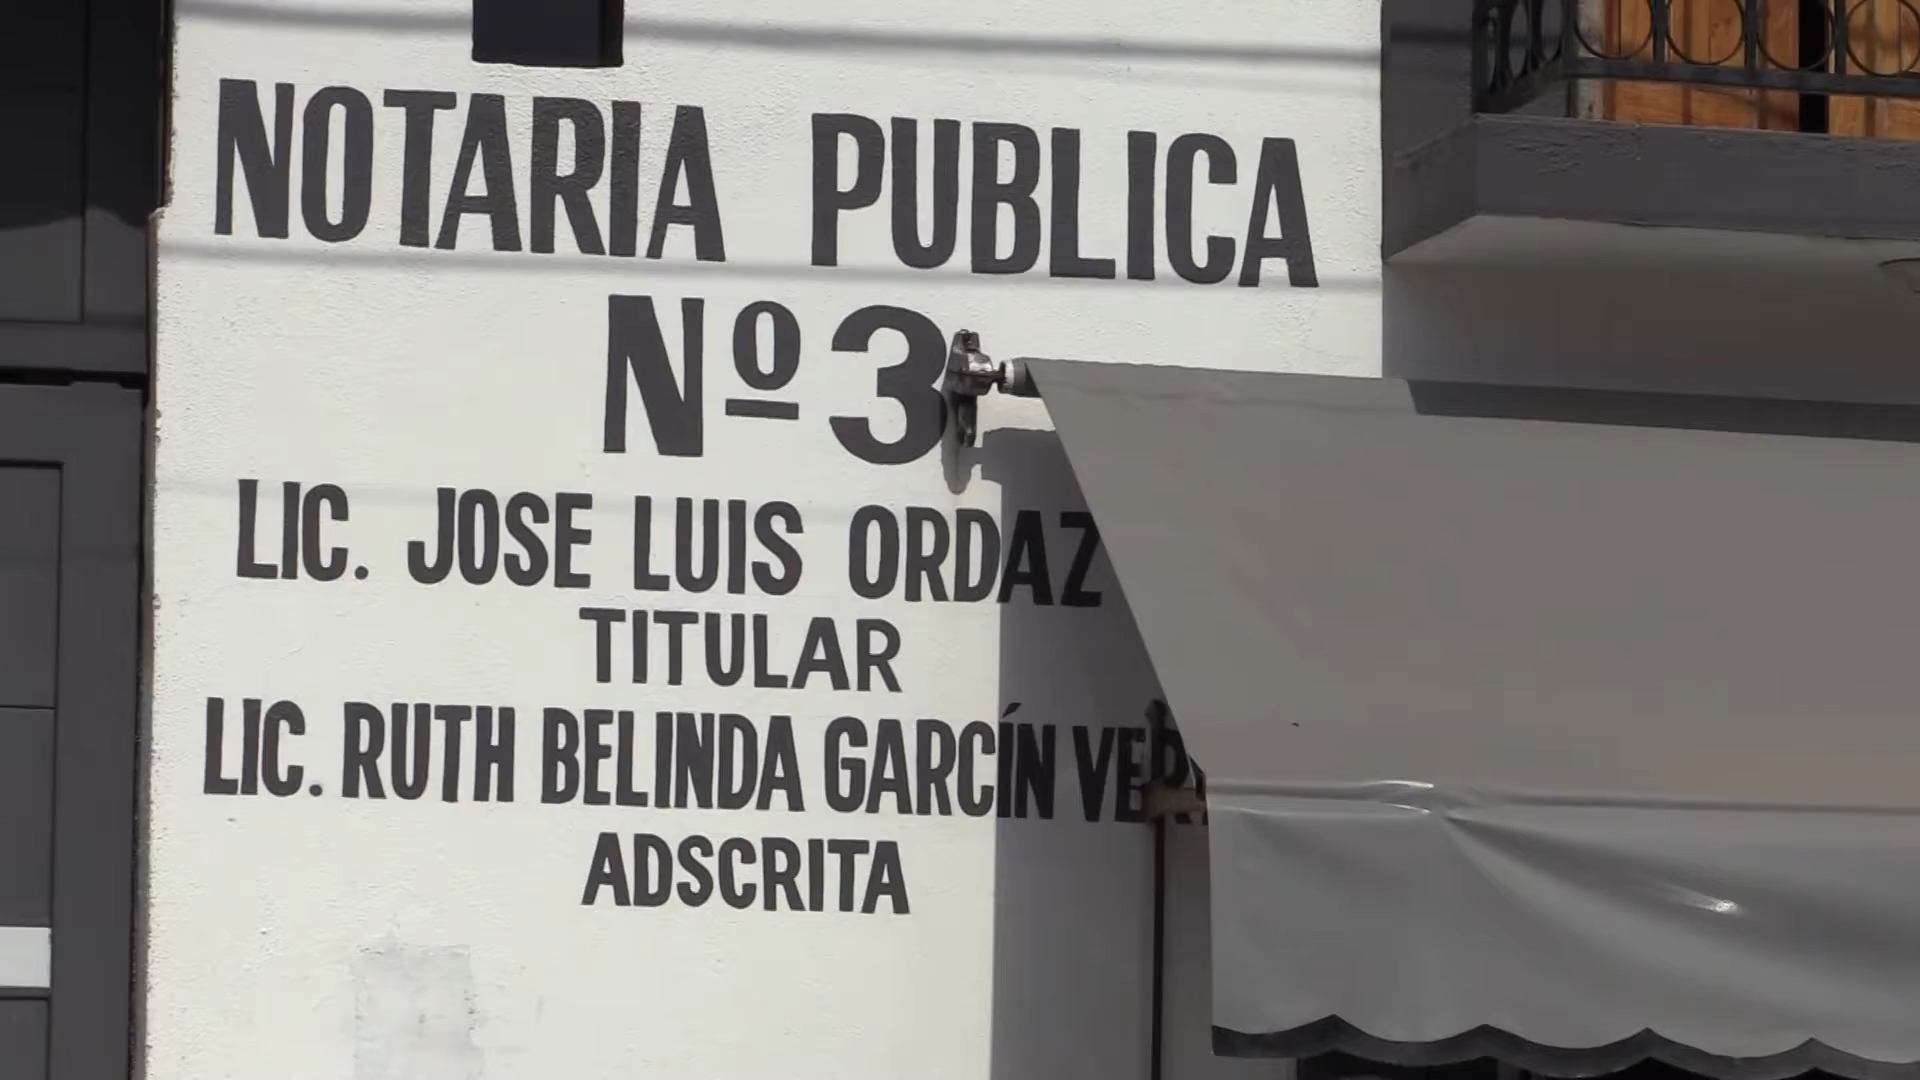 NOTARIA PUBLICA
Nº 3
LIC. JOSE LUIS ORDAZ
TITULAR
LIC. RUTH BELINDA GARCÍN
ADSCRITA